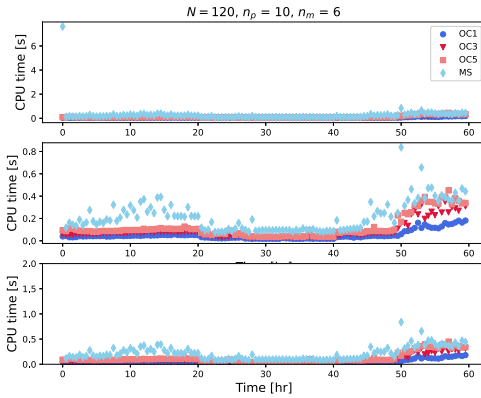 N = 120, n_p = 10, n_m = 6
CPU time [s]
6
4
2
0
0 10 20 30 40 50 60
OC1
OC3
OC5
MS
CPU time [s]
0.8
0.6
0.4
0.2
0.0
0 10 20 30 40 50 60
CPU time [s]
2.0
1.5
1.0
0.5
0.0
0 10 20 30 40 50 60
Time [hr]